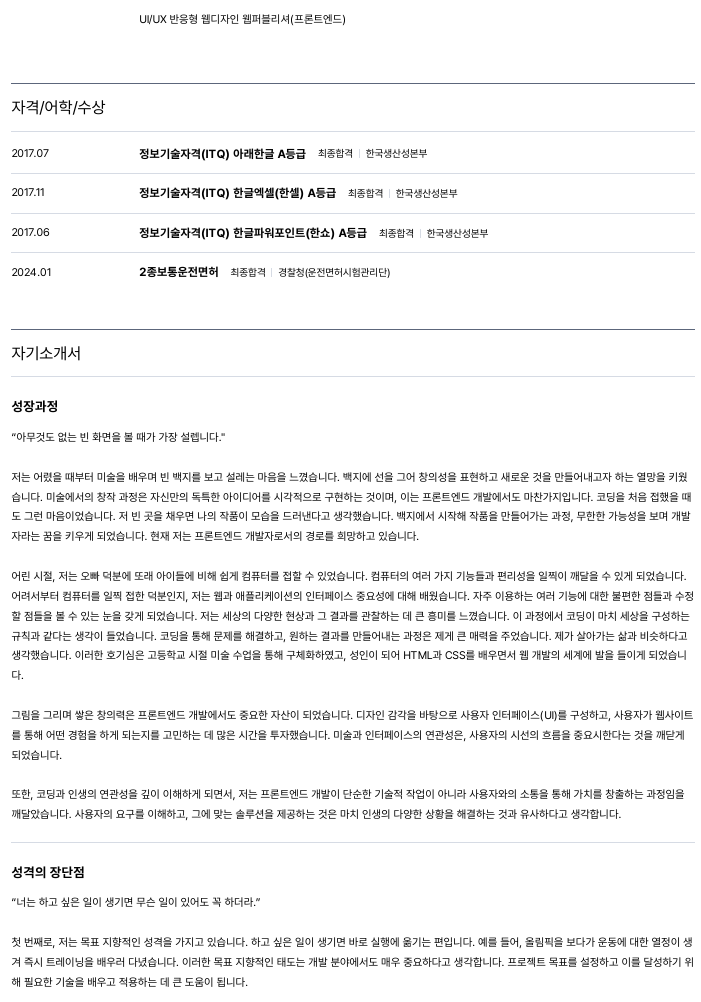 UI/UX 반응형 웹디자인 웹퍼블리셔(프론트엔드)
자격/어학/수상
2017.07 정보기술자격(ITQ) 아래한글 A등급 최종합격 | 한국생산성본부
2017.11 정보기술자격(ITQ) 한글엑셀(한셀) A등급 최종합격 | 한국생산성본부
2017.06 정보기술자격(ITQ) 한글파워포인트(한쇼) A등급 최종합격 | 한국생산성본부
2024.01 2종보통운전면허 최종합격 | 경찰청(운전면허시험관리단)
자기소개서
성장과정
“아무것도 없는 빈 화면을 볼 때가 가장 설렙니다."
저는 어렸을 때부터 미술을 배우며 빈 백지를 보고 설레는 마음을 느꼈습니다. 백지에 선을 그어 창의성을 표현하고 새로운 것을 만들어내고자 하는 열망을 키웠
습니다. 미술에서의 창작 과정은 자신만의 독특한 아이디어를 시각적으로 구현하는 것이며, 이는 프론트엔드 개발에서도 마찬가지입니다. 코딩을 처음 접했을 때
도 그런 마음이었습니다. 저 빈 곳을 채우면 나의 작품이 모습을 드러낸다고 생각했습니다. 백지에서 시작해 작품을 만들어가는 과정, 무한한 가능성을 보며 개발
자라는 꿈을 키우게 되었습니다. 현재 저는 프론트엔드 개발자로서의 경로를 희망하고 있습니다.
어린 시절, 저는 오빠 덕분에 또래 아이들에 비해 쉽게 컴퓨터를 접할 수 있었습니다. 컴퓨터의 여러 가지 기능들과 편리성을 일찍이 깨달을 수 있게 되었습니다.
어려서부터 컴퓨터를 일찍 접한 덕분인지, 저는 웹과 애플리케이션의 인터페이스 중요성에 대해 배웠습니다. 자주 이용하는 여러 기능에 대한 불편한 점들과 수정
할 점들을 볼 수 있는 눈을 갖게 되었습니다. 저는 세상의 다양한 현상과 그 결과를 관찰하는 데 큰 흥미를 느꼈습니다. 이 과정에서 코딩이 마치 세상을 구성하는
규칙과 같다는 생각이 들었습니다. 코딩을 통해 문제를 해결하고, 원하는 결과를 만들어내는 과정은 제게 큰 매력을 주었습니다. 제가 살아가는 삶과 비슷하다고
생각했습니다. 이러한 호기심은 고등학교 시절 미술 수업을 통해 구체화하였고, 성인이 되어 HTML과 CSS를 배우면서 웹 개발의 세계에 발을 들이게 되었습니
다.
그림을 그리며 쌓은 창의력은 프론트엔드 개발에서도 중요한 자산이 되었습니다. 디자인 감각을 바탕으로 사용자 인터페이스(UI)를 구성하고, 사용자가 웹사이트
를 통해 어떤 경험을 하게 되는지를 고민하는 데 많은 시간을 투자했습니다. 미술과 인터페이스의 연관성은, 사용자의 시선의 흐름을 중요시한다는 것을 깨닫게
되었습니다.
또한, 코딩과 인생의 연관성을 깊이 이해하게 되면서, 저는 프론트엔드 개발이 단순한 기술적 작업이 아니라 사용자와의 소통을 통해 가치를 창출하는 과정임을
깨달았습니다. 사용자의 요구를 이해하고, 그에 맞는 솔루션을 제공하는 것은 마치 인생의 다양한 상황을 해결하는 것과 유사하다고 생각합니다.
성격의 장단점
“너는 하고 싶은 일이 생기면 무슨 일이 있어도 꼭 하더라.”
첫 번째로, 저는 목표 지향적인 성격을 가지고 있습니다. 하고 싶은 일이 생기면 바로 실행에 옮기는 편입니다. 예를 들어, 올림픽을 보다가 운동에 대한 열정이 생
겨 즉시 트레이닝을 배우러 다녔습니다. 이러한 목표 지향적인 태도는 개발 분야에서도 매우 중요하다고 생각합니다. 프로젝트 목표를 설정하고 이를 달성하기 위
해 필요한 기술을 배우고 적용하는 데 큰 도움이 됩니다.